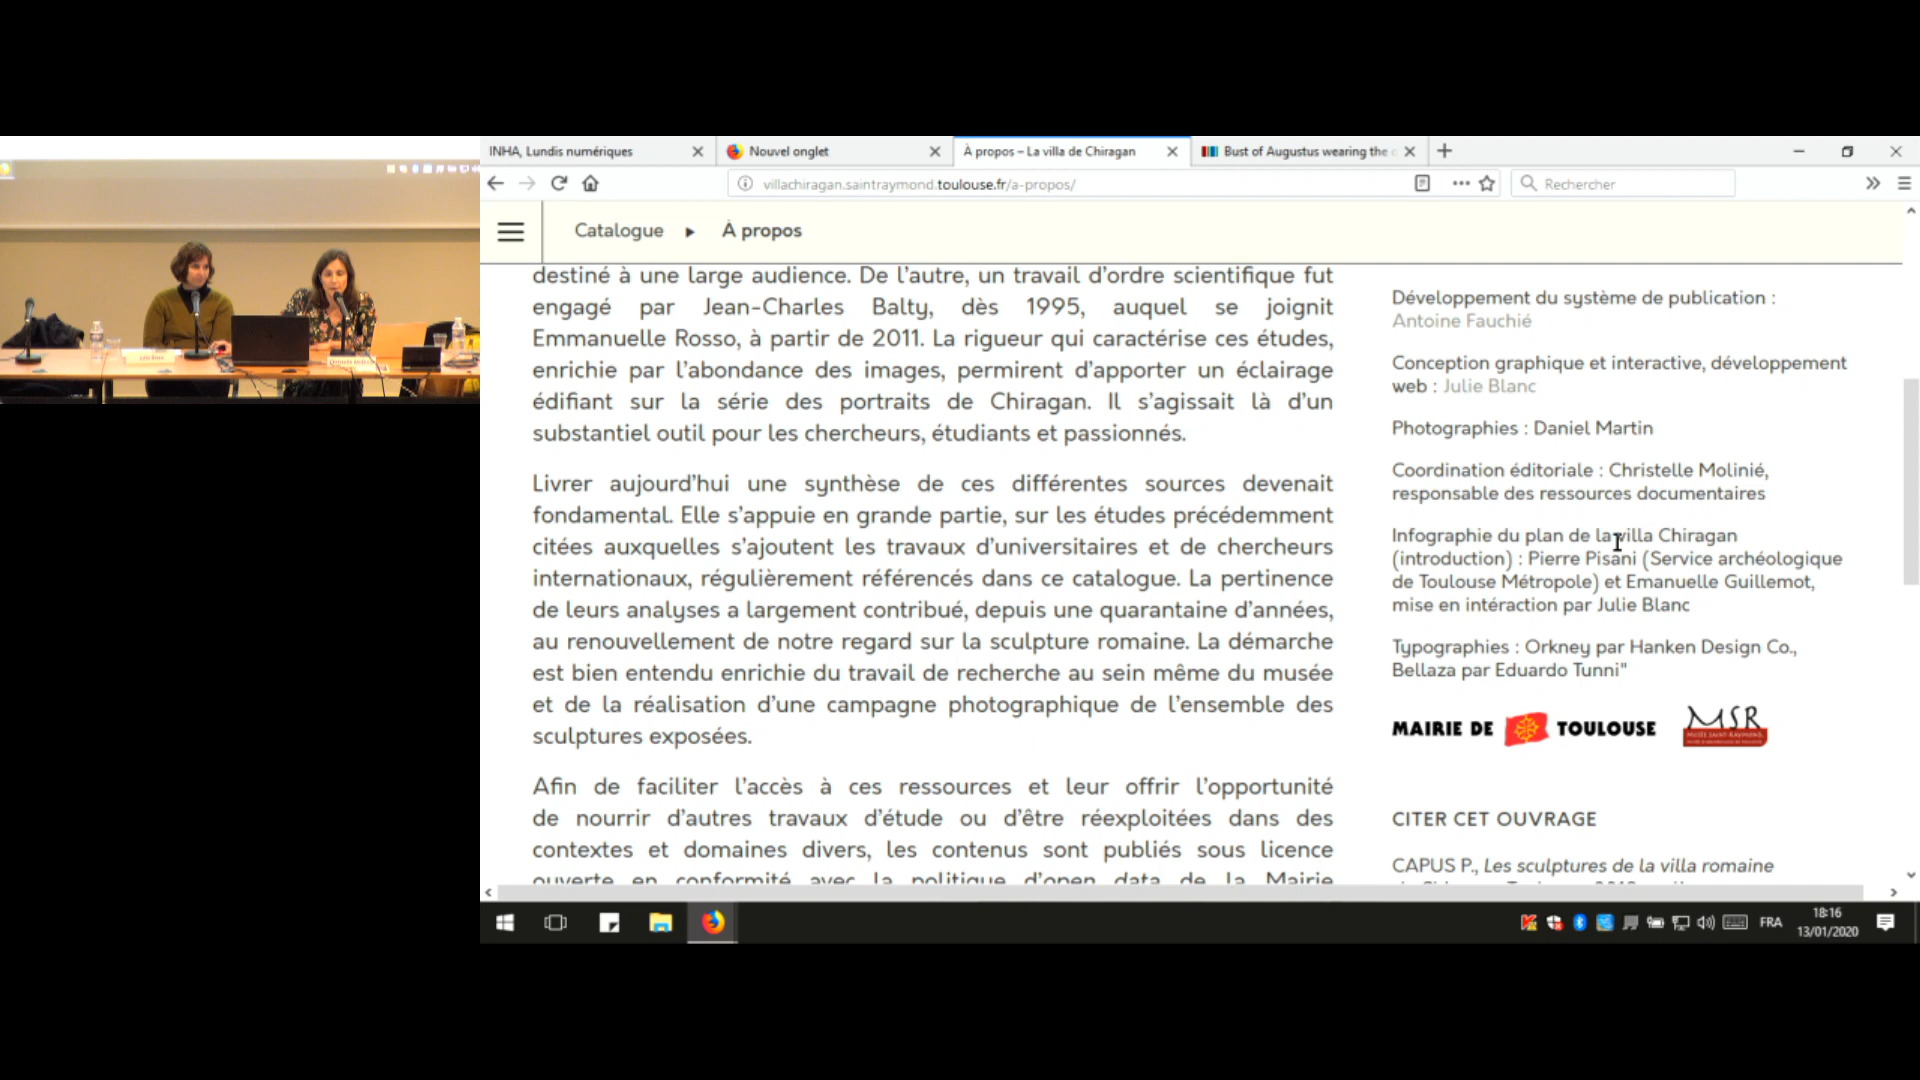 INHA, Lundis numériques
Nouvel onglet
À propos – La villa de Chiragan
Bust of Augustus wearing the
villachiragan.saintraymond.toulouse.fr/a-propos/
Rechercher
Catalogue ▸ À propos
destiné à une large audience. De l'autre, un travail d'ordre scientifique fut
engagé par Jean-Charles Balty, dès 1995, auquel se joignit
Emmanuelle Rosso, à partir de 2011. La rigueur qui caractérise ces études,
enrichie par l'abondance des images, permirent d'apporter un éclairage
édifiant sur la série des portraits de Chiragan. Il s'agissait là d'un
substantiel outil pour les chercheurs, étudiants et passionnés.
Livrer aujourd'hui une synthèse de ces différentes sources devenait
fondamental. Elle s'appuie en grande partie, sur les études précédemment
citées auxquelles s'ajoutent les travaux d'universitaires et de chercheurs
internationaux, régulièrement référencés dans ce catalogue. La pertinence
de leurs analyses a largement contribué, depuis une quarantaine d'années,
au renouvellement de notre regard sur la sculpture romaine. La démarche
est bien entendu enrichie du travail de recherche au sein même du musée
et de la réalisation d'une campagne photographique de l'ensemble des
sculptures exposées.
Afin de faciliter l'accès à ces ressources et leur offrir l'opportunité
de nourrir d'autres travaux d'étude ou d'être réexploitées dans des
contextes et domaines divers, les contenus sont publiés sous licence
ouverte en conformité avec la politique d'open data de la Mairie
Développement du système de publication :
Antoine Fauchié
Conception graphique et interactive, développement
web : Julie Blanc
Photographies : Daniel Martin
Coordination éditoriale : Christelle Molinié,
responsable des ressources documentaires
Infographie du plan de la villa Chiragan
(introduction) : Pierre Pisani (Service archéologique
de Toulouse Métropole) et Emanuelle Guillemot,
mise en intéraction par Julie Blanc
Typographies : Orkney par Hanken Design Co.,
Bellaza par Eduardo Tunni"
MAIRIE DE TOULOUSE
MSR
CITER CET OUVRAGE
CAPUS P., Les sculptures de la villa romaine
FRA
18:16
13/01/2020